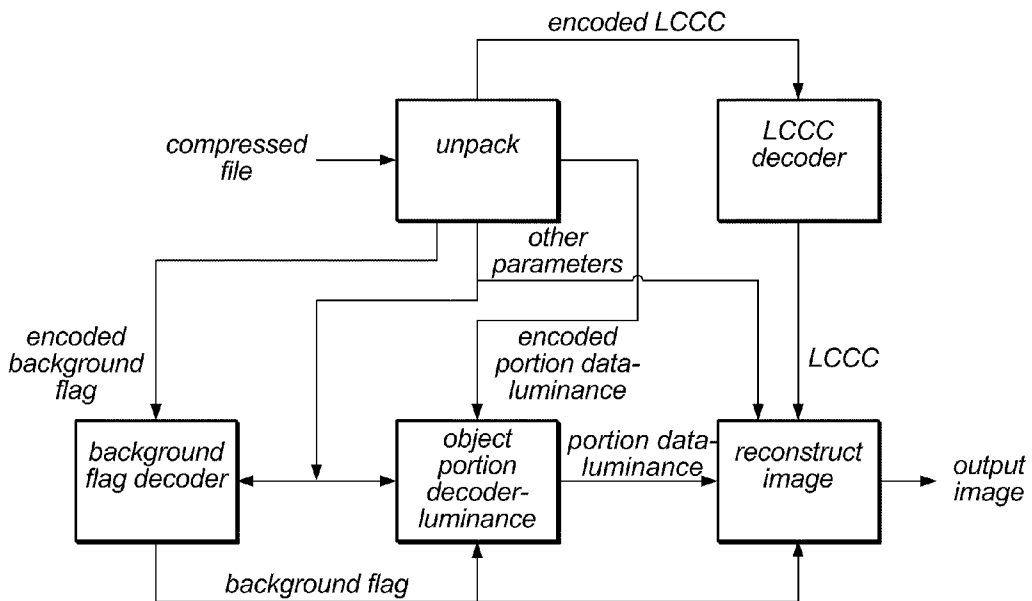 encoded LCCC
compressed
file
unpack
LCCC
decoder
other
parameters
encoded
background
flag
encoded
portion data-
luminance
LCCC
background
flag decoder
object
portion
decoder-
luminance
portion data-
luminance
reconstruct
image
output
image
background flag